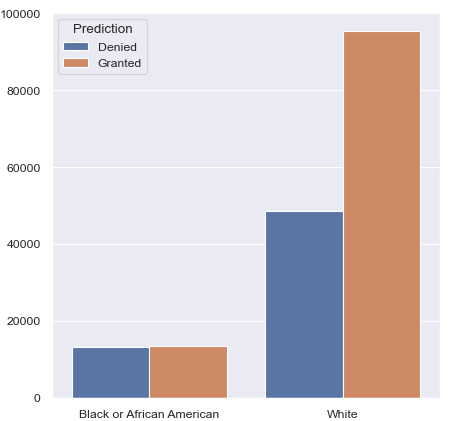 100000
80000
60000
40000
20000
0
Prediction
Denied
Granted
Black or African American
White